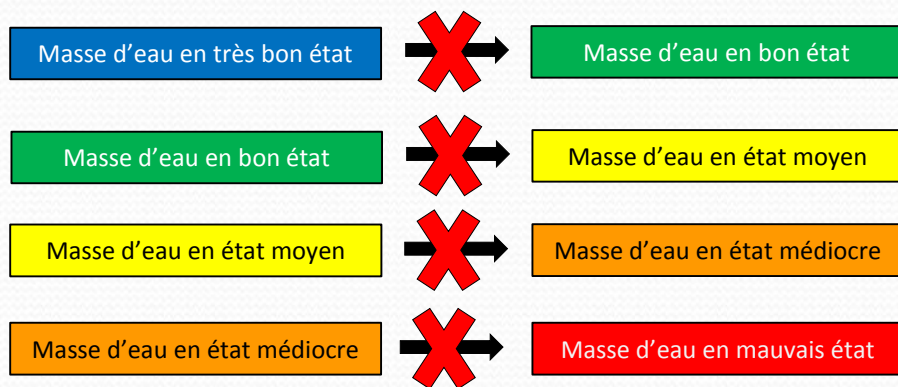 Masse d’eau en très bon état
Masse d’eau en bon état
Masse d’eau en bon état
Masse d’eau en état moyen
Masse d’eau en état moyen
Masse d’eau en état médiocre
Masse d’eau en état médiocre
Masse d’eau en mauvais état